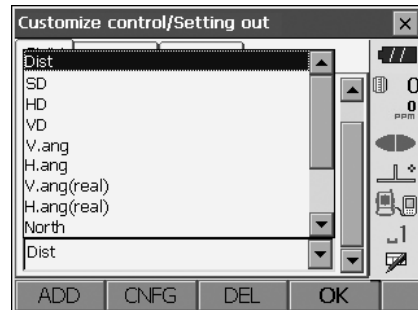 Customize control/Setting out
Dist
SD
HD
VD
V.ang
H.ang
V.ang(real)
H.ang(real)
North
Dist
0
0
PPM
1
ADD CNFG DEL OK